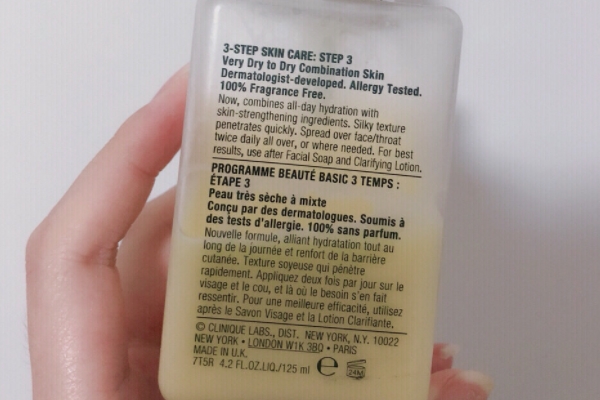 3-STEP SKIN CARE: STEP 3
Very Dry to Dry Combination Skin
Dermatologist-developed. Allergy Tested.
100% Fragrance Free.
Now, combines all-day hydration with
skin-strengthening ingredients. Silky texture
penetrates quickly. Spread over face/throat
twice daily all over, or where needed. For best
results, use after Facial Soap and Clarifying Lotion.
PROGRAMME BEAUTÉ BASIC 3 TEMPS :
ÉTAPE 3
Peau très sèche à mixte
Conçu par des dermatologues. Soumis à
des tests d'allergie. 100% sans parfum.
Nouvelle formule, alliant hydratation tout au
long de la journée et renfort de la barrière
cutanée. Texture soyeuse qui pénètre
rapidement. Appliquez deux fois par jour sur le
visage et le cou, et là où le besoin s'en fait
ressentir. Pour une meilleure efficacité, utilisez
après le Savon Visage et la Lotion Clarifiante.
© CLINIQUE LABS., DIST. NEW YORK, N.Y. 10022
NEW YORK • LONDON W1K 3BQ • PARIS
MADE IN U.K.
7T5R 4.2 FL.OZ.LIQ./125 ml e 24M